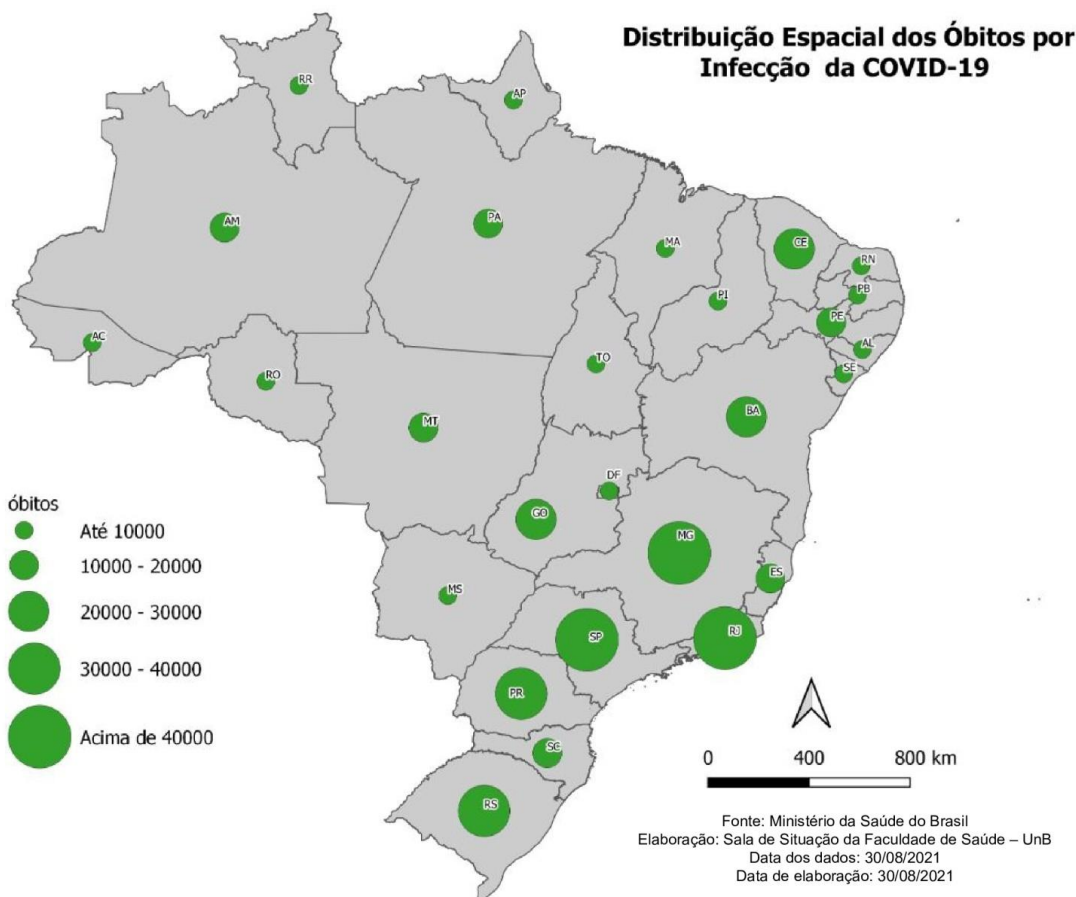 Distribuição Espacial dos Óbitos por
Infecção da COVID-19
RR
AP
AM
PA
MA
CE
RN
PB
PI
PE
AL
SE
AC
RO
TO
BA
MT
DF
GO
MG
ES
MS
SP
RJ
PR
SC
RS
óbitos
Até 10000
10000 - 20000
20000 - 30000
30000 - 40000
Acima de 40000
0 400 800 km
Fonte: Ministério da Saúde do Brasil
Elaboração: Sala de Situação da Faculdade de Saúde – UnB
Data dos dados: 30/08/2021
Data de elaboração: 30/08/2021